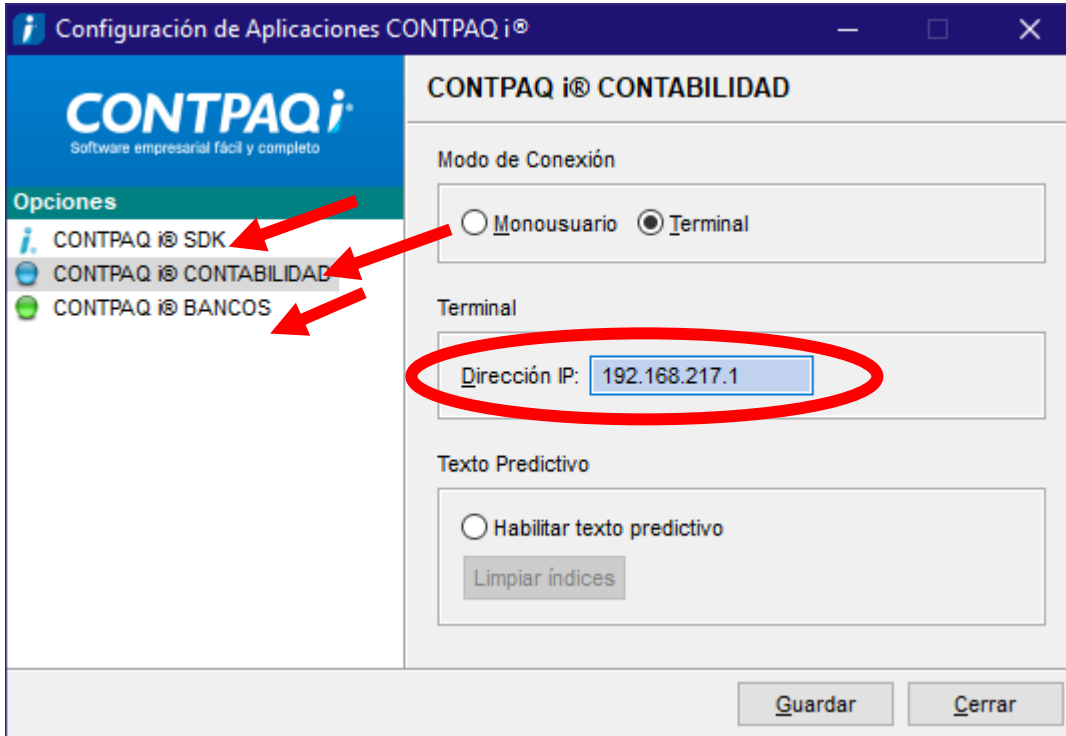 Configuración de Aplicaciones CONTPAQ i®
CONTPAQ i
Software empresarial fácil y completo
Opciones
CONTPAQ i® SDK
CONTPAQ i® CONTABILIDAD
CONTPAQ i® BANCOS
CONTPAQ i® CONTABILIDAD
Modo de Conexión
Monousuario Terminal
Terminal
Dirección IP: 192.168.217.1
Texto Predictivo
Habilitar texto predictivo
Limpiar índices
Guardar Cerrar